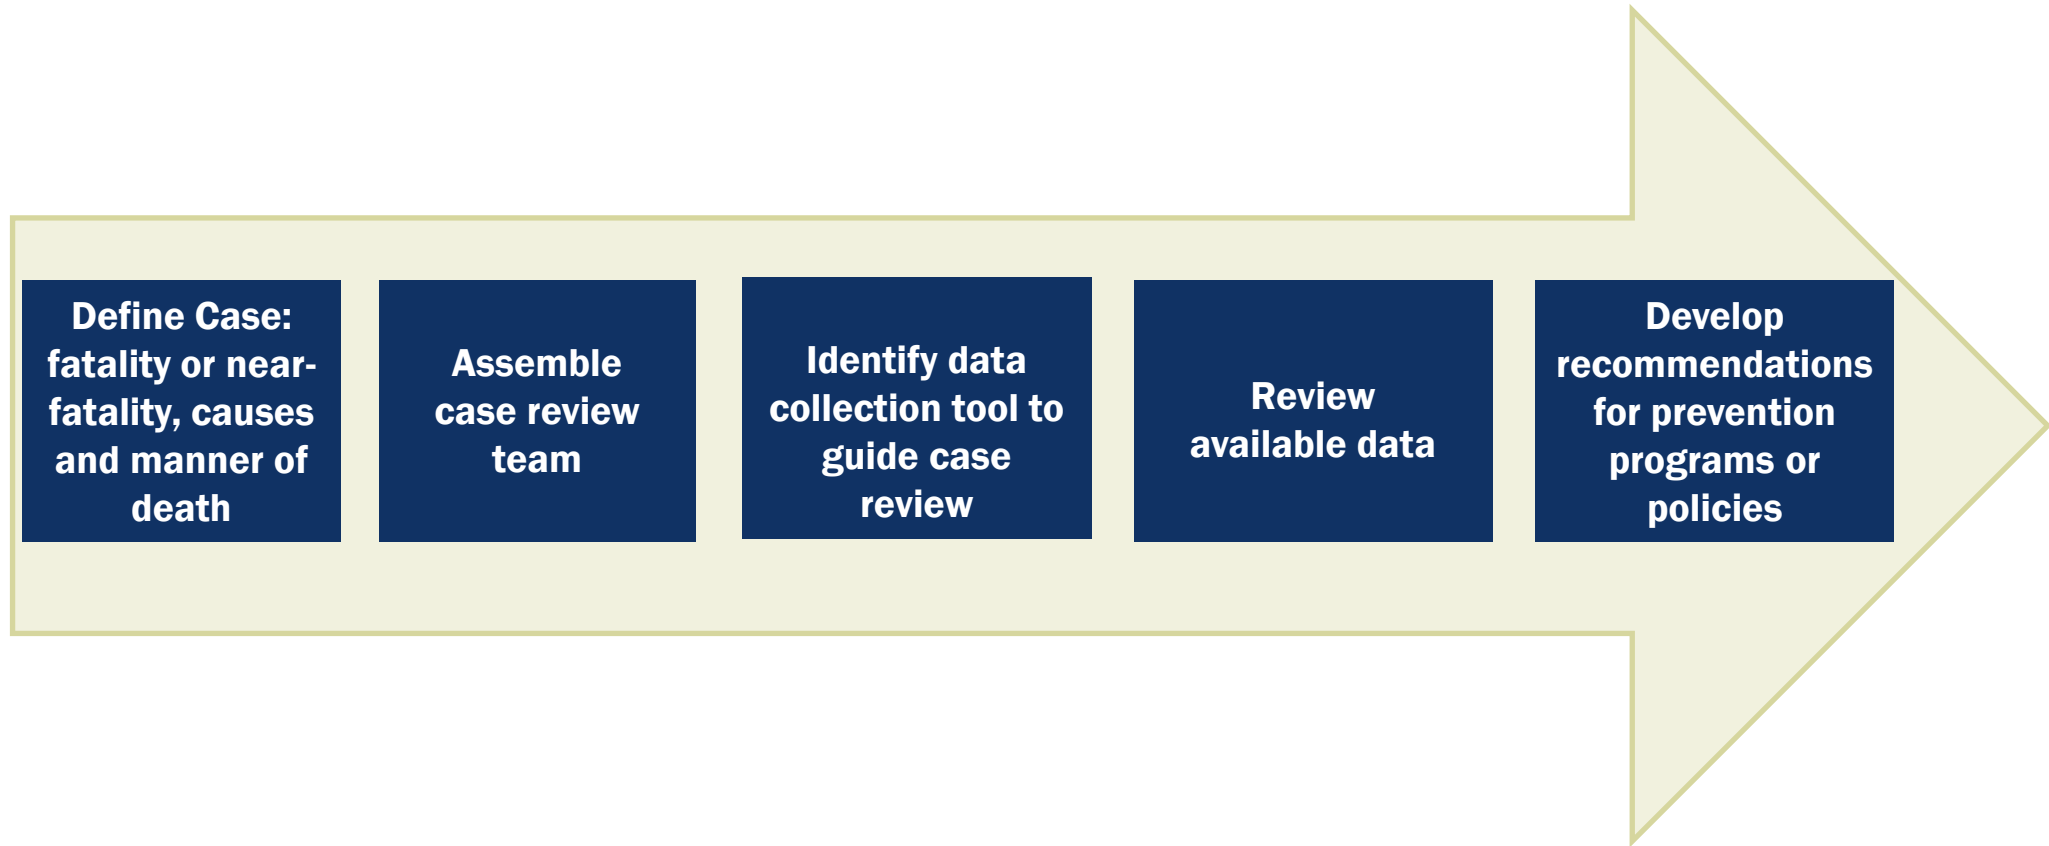 Define Case:
fatality or near-
fatality, causes
and manner of
death
Assemble
case review
team
Identify data
collection tool to
guide case
review
Review
available data
Develop
recommendations
for prevention
programs or
policies